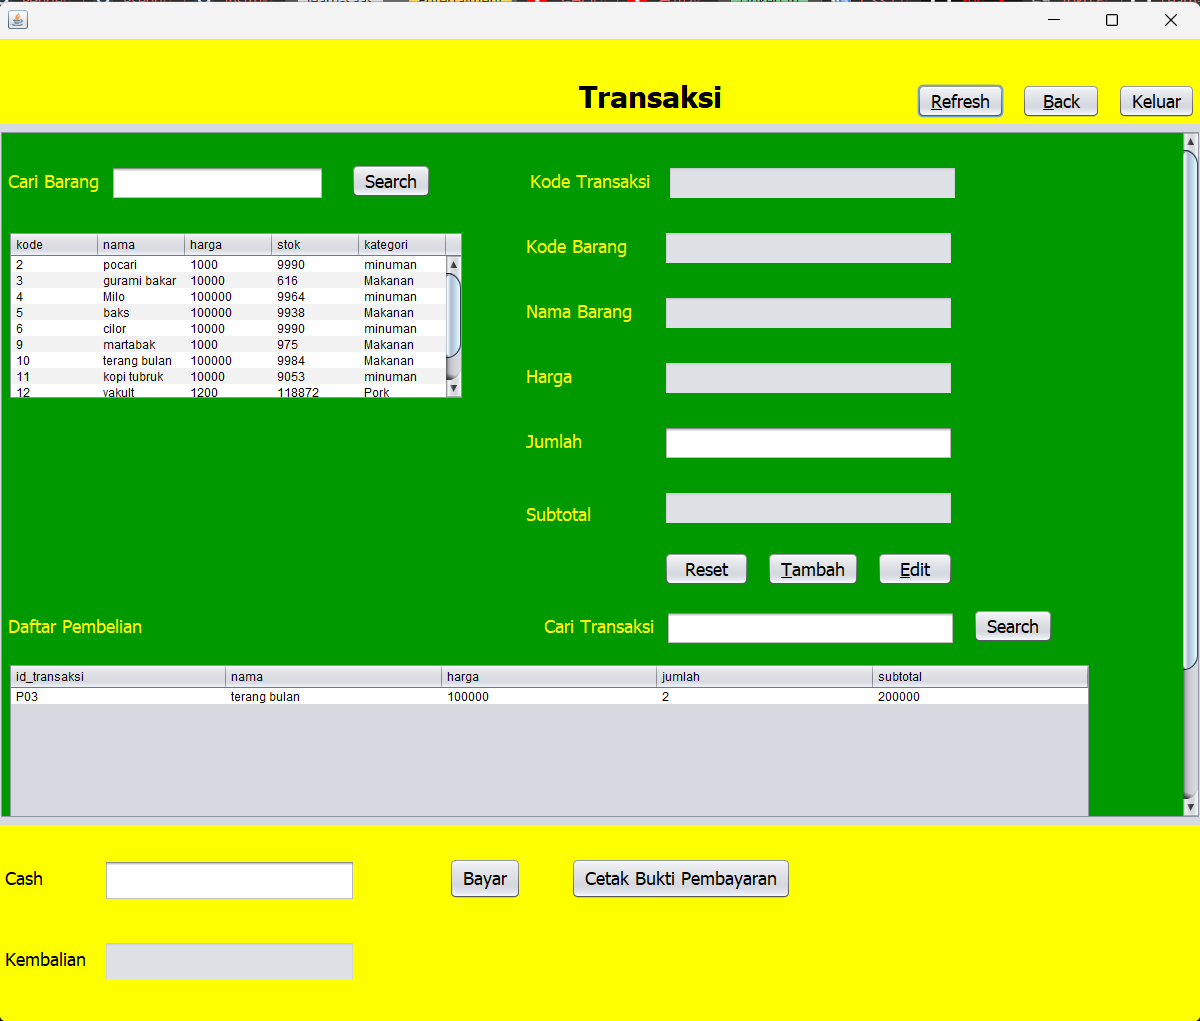 Transaksi
Refresh Back Keluar
Cari Barang Search
kode nama harga stok kategori
2 pocari 1000 9990 minuman
3 gurami bakar 10000 616 Makanan
4 Milo 100000 9964 minuman
5 baks 100000 9938 Makanan
6 cilor 10000 9990 minuman
9 martabak 1000 975 Makanan
10 terang bulan 100000 9984 Makanan
11 kopi tubruk 10000 9053 minuman
12 yakult 1200 118872 Pork
Kode Transaksi
Kode Barang
Nama Barang
Harga
Jumlah
Subtotal
Reset Tambah Edit
Daftar Pembelian
Cari Transaksi Search
id_transaksi nama harga jumlah subtotal
P03 terang bulan 100000 2 200000
Cash Bayar Cetak Bukti Pembayaran
Kembalian